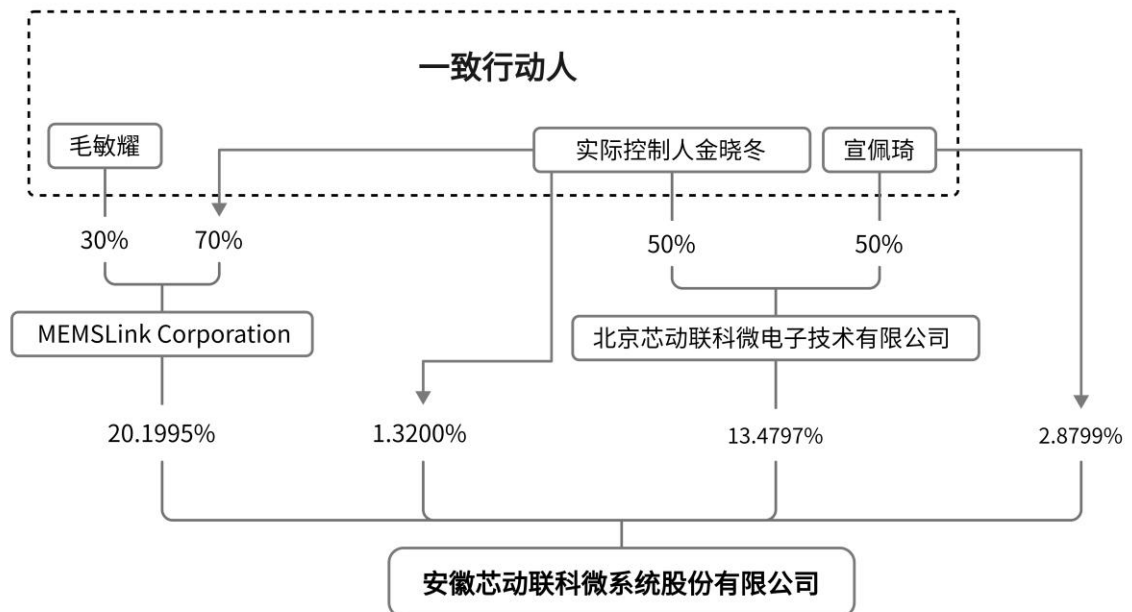 一致行动人
毛敏耀
实际控制人金晓冬
宣佩琦
30%
70%
50%
50%
MEMSLink Corporation
北京芯动联科微电子技术有限公司
20.1995%
1.3200%
13.4797%
2.8799%
安徽芯动联科微系统股份有限公司